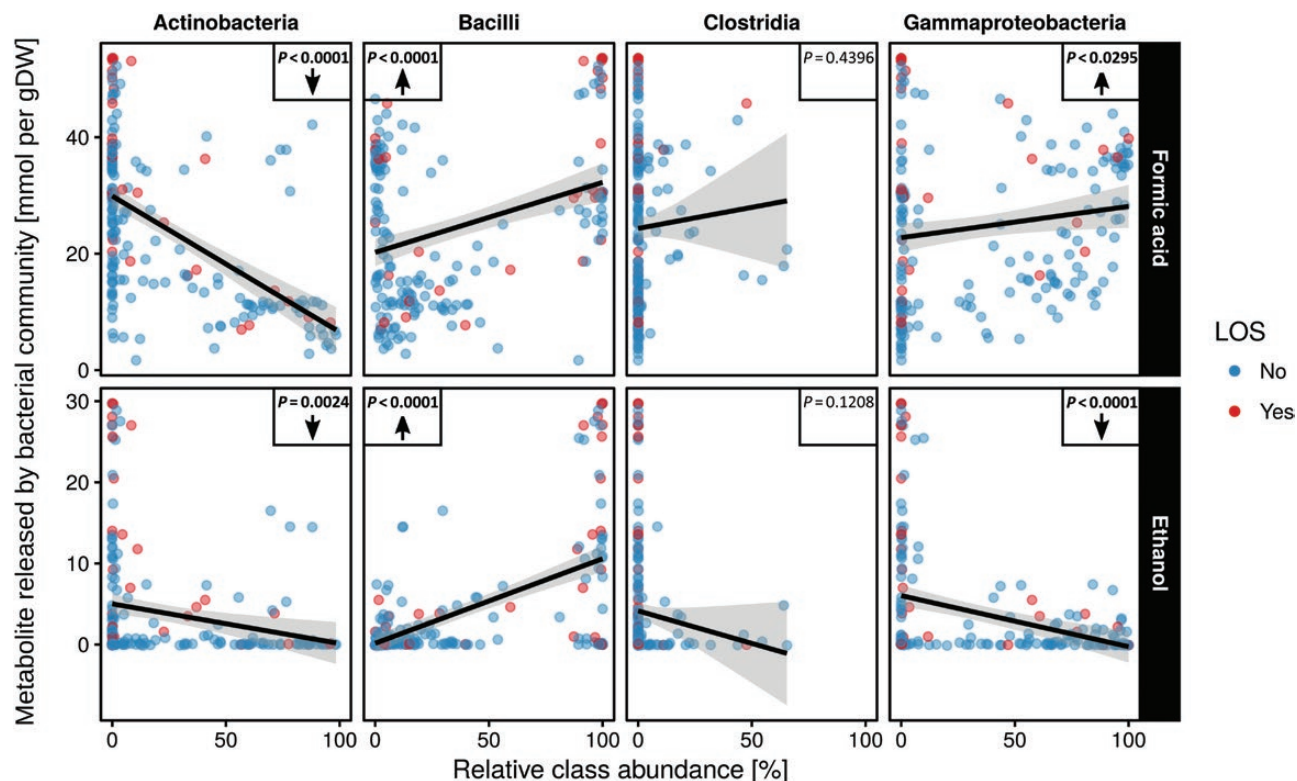 Actinobacteria Bacilli Clostridia Gammaproteobacteria
Metabolite released by bacterial community [mmol per gDW]
P < 0.0001
P < 0.0001
P = 0.4396
P < 0.0295
40
20
0
Formic acid
P = 0.0024
P < 0.0001
P = 0.1208
P < 0.0001
30
20
10
0
Ethanol
0 50 100 0 50 100 0 50 100 0 50 100
Relative class abundance [%]
LOS
No
Yes